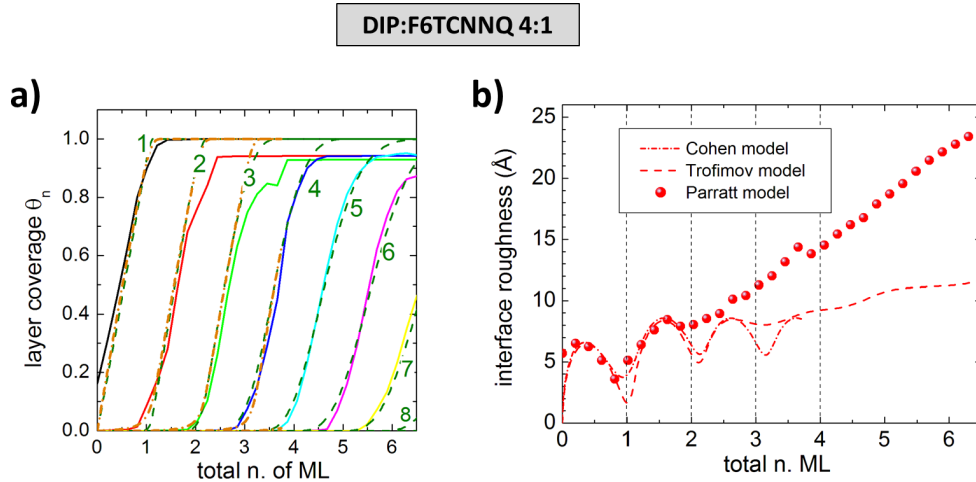 DIP:F6TCNNQ 4:1
a)
layer coverage θn
1.0
0.8
0.6
0.4
0.2
0.0
1
2
3
4
5
6
7
8
0 1 2 3 4 5 6
total n. of ML
b)
interface roughness (Å)
25
20
15
10
5
0
Cohen model
Trofimov model
Parratt model
0 1 2 3 4 5 6
total n. ML